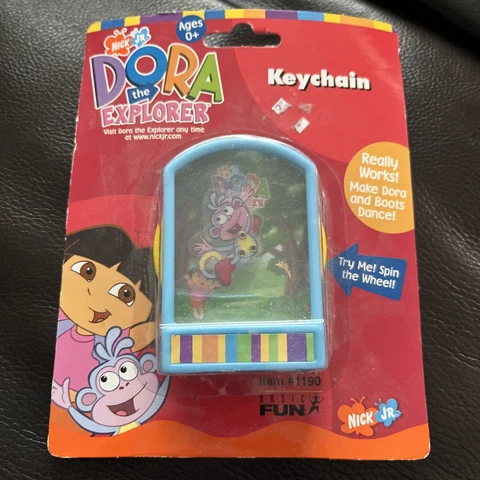 NICK JR.
Ages
0+
DORA
the
EXPLORER
Visit Dora the Explorer any time
at www.nickjr.com
Keychain
Really
Works!
Make Dora
and Boots
Dance!
DORA
Try Me! Spin
the Wheel!
Item #1190
BASIC
FUN
NICK JR.